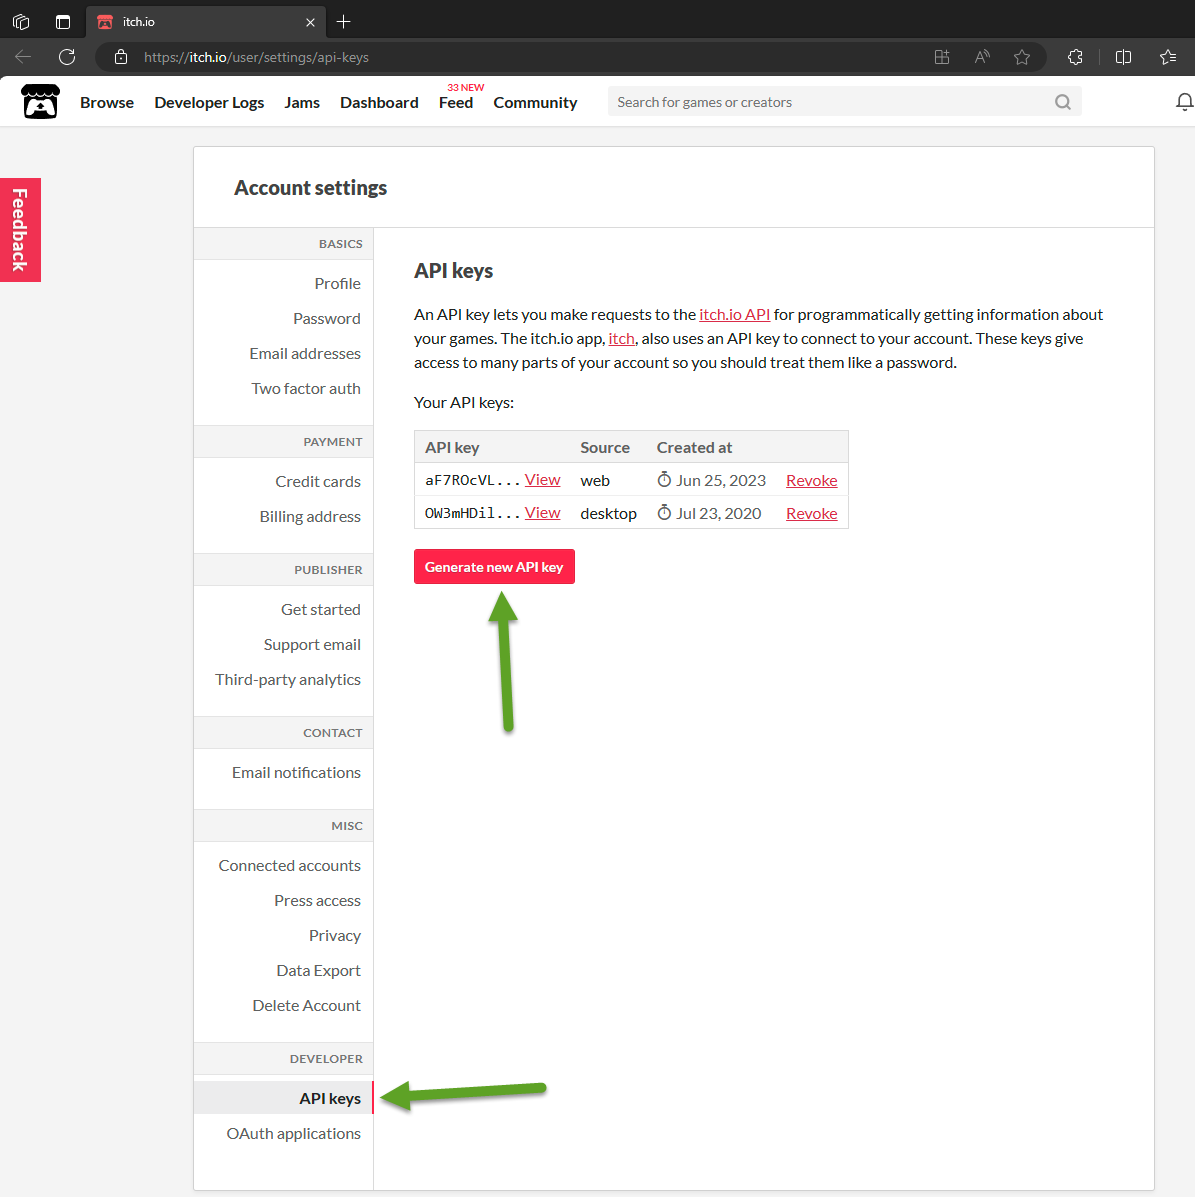 itch.io
https://itch.io/user/settings/api-keys
Browse
Developer Logs
Jams
Dashboard
33 NEW
Feed
Community
Search for games or creators
Feedback
Account settings
BASICS
Profile
Password
Email addresses
Two factor auth
PAYMENT
Credit cards
Billing address
PUBLISHER
Get started
Support email
Third-party analytics
CONTACT
Email notifications
MISC
Connected accounts
Press access
Privacy
Data Export
Delete Account
DEVELOPER
API keys
OAuth applications
API keys
An API key lets you make requests to the itch.io API for programmatically getting information about
your games. The itch.io app, itch, also uses an API key to connect to your account. These keys give
access to many parts of your account so you should treat them like a password.
Your API keys:
API key Source Created at
aF7ROcVL... View web Jun 25, 2023 Revoke
OW3mHDil... View desktop Jul 23, 2020 Revoke
Generate new API key